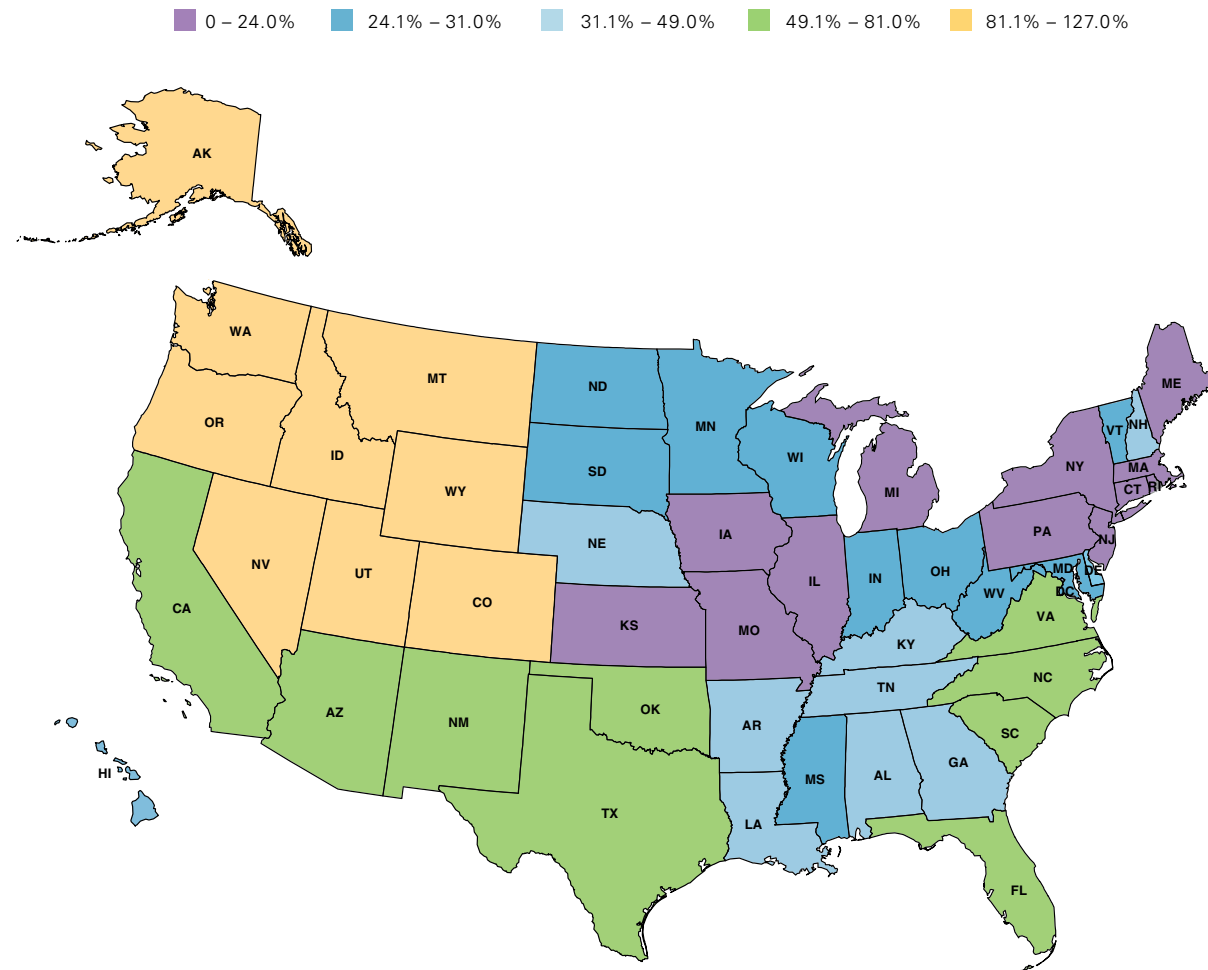 0 – 24.0% 24.1% – 31.0% 31.1% – 49.0% 49.1% – 81.0% 81.1% – 127.0%
AK
WA
MT
ME
ND
OR
MN
VT NH
ID
WI
NY
MA
SD
WY
MI
CT RI
PA
IA
NJ
NE
NV
UT
OH
MD DE
IN
IL
WV
DC
CO
CA
VA
KS
MO
KY
NC
TN
AZ
OK
NM
AR
SC
GA
HI
MS
AL
TX
LA
FL